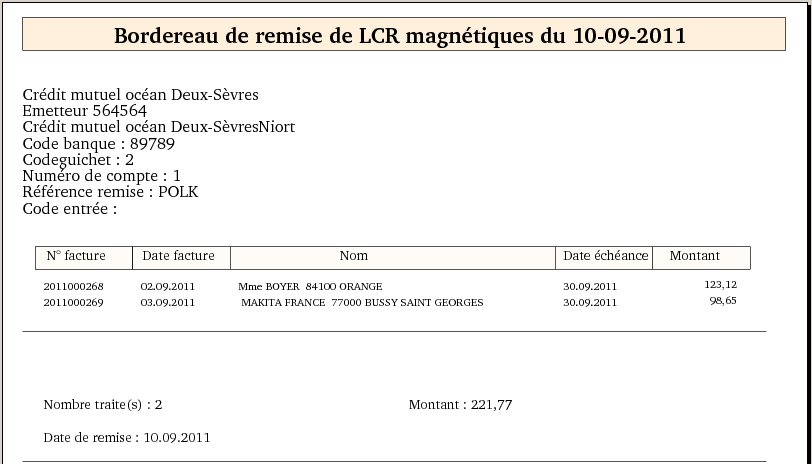 Bordereau de remise de LCR magnétiques du 10-09-2011
Crédit mutuel océan Deux-Sèvres
Emetteur 564564
Crédit mutuel océan Deux-SèvresNiort
Code banque : 89789
Codeguichet : 2
Numéro de compte : 1
Référence remise : POLK
Code entrée :
N° facture Date facture Nom Date échéance Montant
2011000268 02.09.2011 Mme BOYER 84100 ORANGE 30.09.2011 123,12
2011000269 03.09.2011 MAKITA FRANCE 77000 BUSSY SAINT GEORGES 30.09.2011 98,65
Nombre traite(s) : 2 Montant : 221,77
Date de remise : 10.09.2011